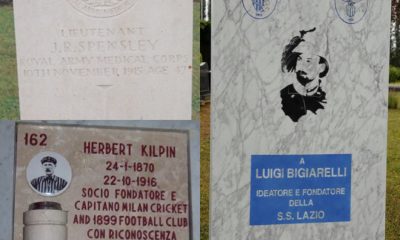 LIEUTENANT
J.R. SPENSLEY
ROYAL ARMY MEDICAL CORPS
10TH NOVEMBER 1915 AGE 47
162
HERBERT KILPIN
24-1-1870
22-10-1916
SOCIO FONDATORE E
CAPITANO MILAN CRICKET
AND 1899 FOOTBALL CLUB
CON RICONOSCENZA
A
LUIGI BIGIARELLI
IDEATORE E FONDATORE
DELLA
S.S. LAZIO